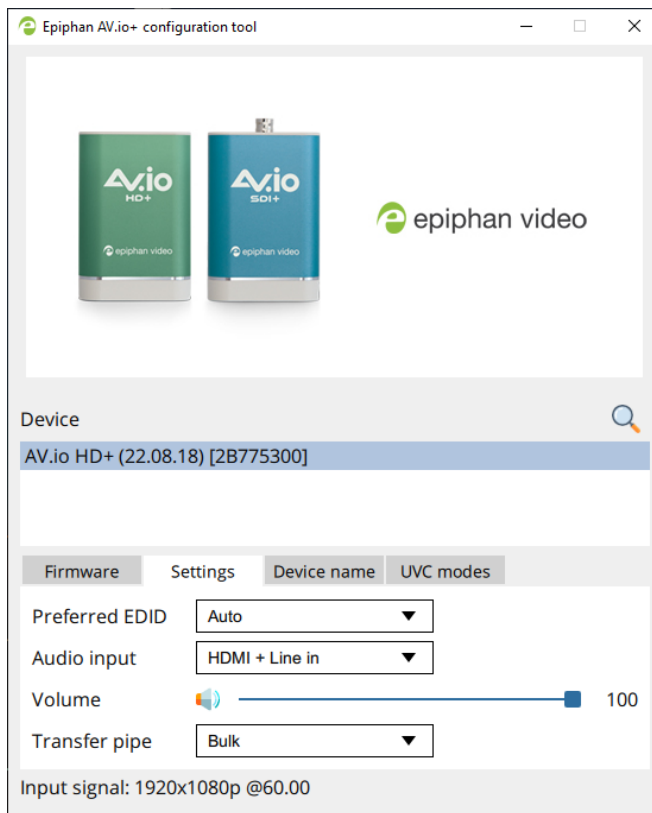 Epiphan AV.io+ configuration tool
AV.io
HD+
epiphan video
AV.io
SDI+
epiphan video
epiphan video
Device
AV.io HD+ (22.08.18) [2B775300]
Firmware Settings Device name UVC modes
Preferred EDID Auto
Audio input HDMI + Line in
Volume 100
Transfer pipe Bulk
Input signal: 1920x1080p @60.00